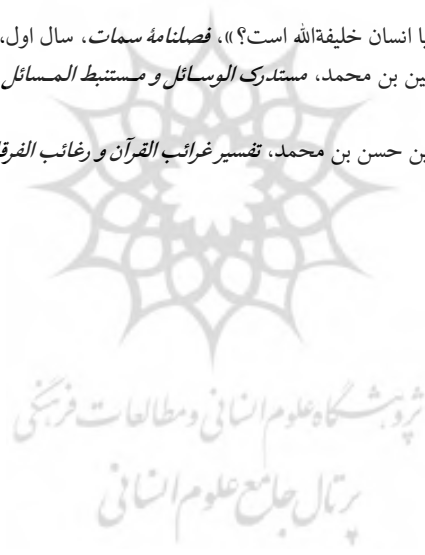 یا انسان خلیفةالله است؟»، فصلنامهٔ سمات، سال اول،
ین بن محمد، مستدرک الوسائل و مستنبط المسائل
ین حسن بن محمد، تفسیر غرائب القرآن و رغائب الفرقا
پژوهشگاه علوم انسانی و مطالعات فرهنگی
پرتال جامع علوم انسانی